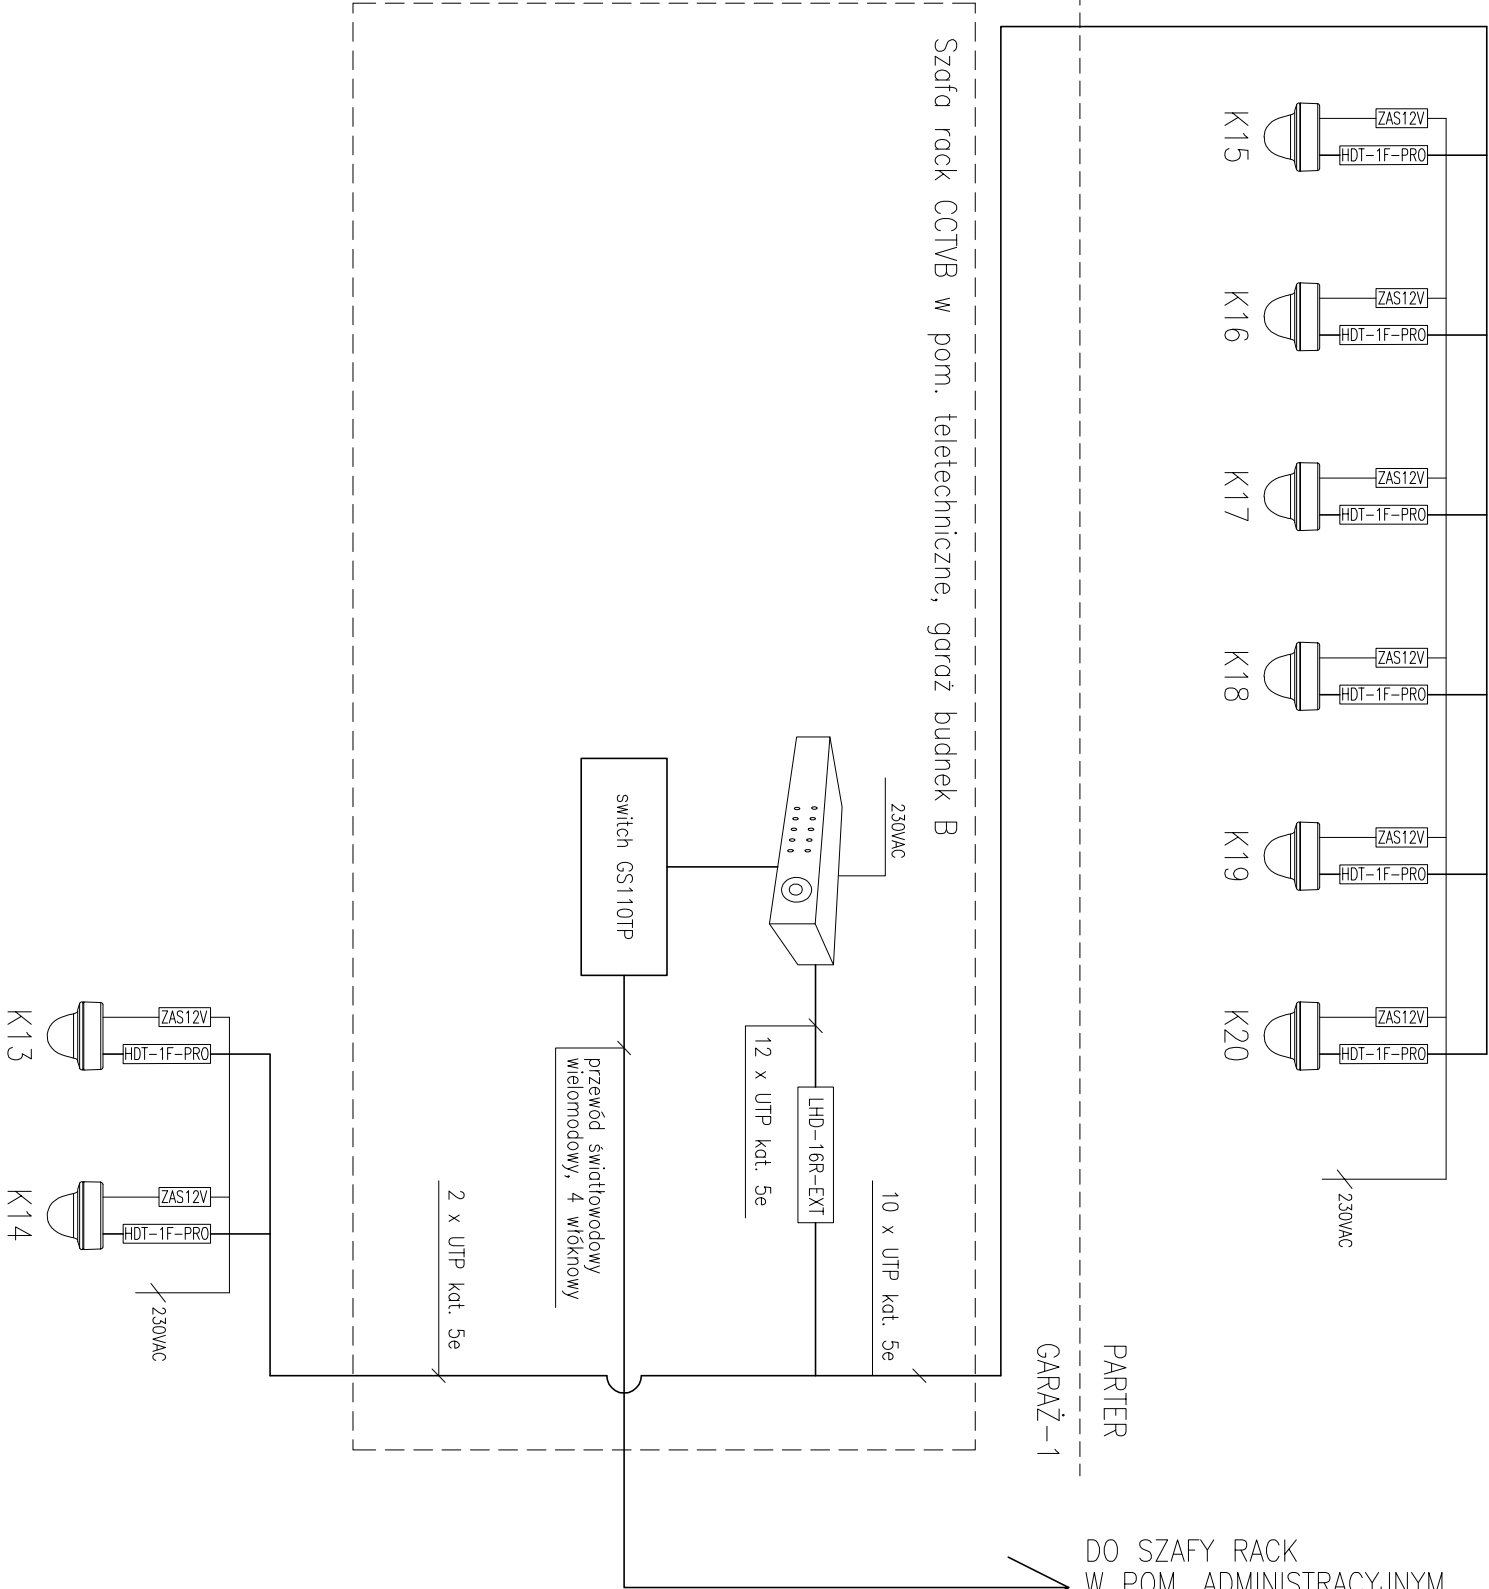 ZAS12V
HDT-1F-PRO
K15
ZAS12V
HDT-1F-PRO
K16
ZAS12V
HDT-1F-PRO
K17
ZAS12V
HDT-1F-PRO
K18
ZAS12V
HDT-1F-PRO
K19
ZAS12V
HDT-1F-PRO
K20
230VAC
PARTER
GARAŻ-1
Szafa rack CCTVB w pom. teletechniczne, garaż budnek B
230VAC
switch GS110TP
LHD-16R-EXT
10 x UTP kat. 5e
12 x UTP kat. 5e
przewód światłowodowy
wielomodowy, 4 włóknowy
2 x UTP kat. 5e
ZAS12V
HDT-1F-PRO
K13
ZAS12V
HDT-1F-PRO
K14
230VAC
DO SZAFY RACK
W POM. ADMINISTRACYJNYM